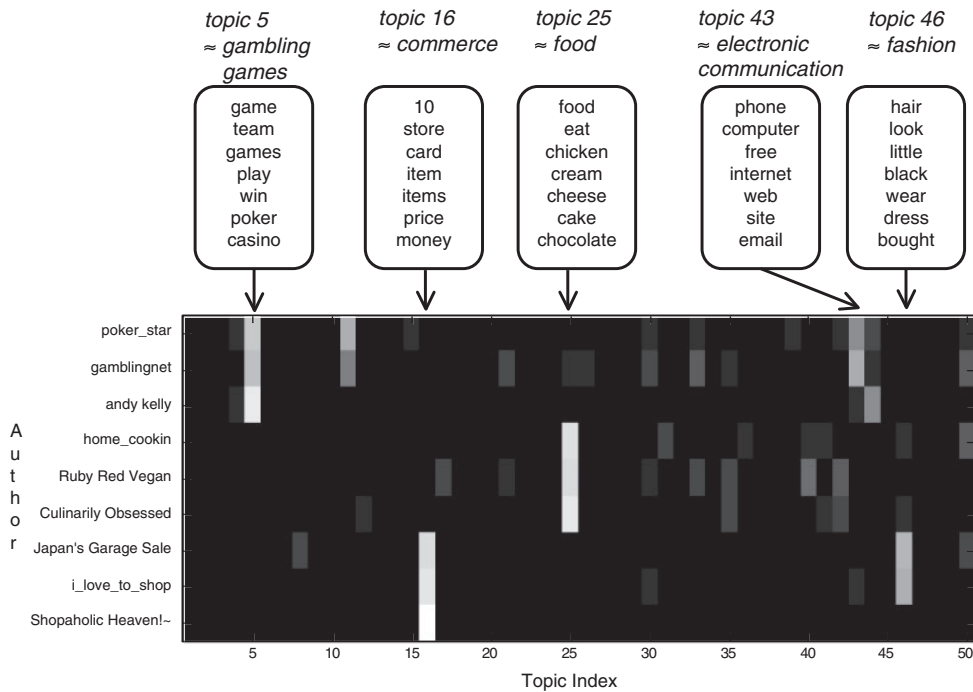 topic 5
≈ gambling
games
topic 16
≈ commerce
topic 25
≈ food
topic 43
≈ electronic
communication
topic 46
≈ fashion
game
team
games
play
win
poker
casino
10
store
card
item
items
price
money
food
eat
chicken
cream
cheese
cake
chocolate
phone
computer
free
internet
web
site
email
hair
look
little
black
wear
dress
bought
Author
poker_star
gamblingnet
andy kelly
home_cookin
Ruby Red Vegan
Culinarily Obsessed
Japan's Garage Sale
i_love_to_shop
Shopaholic Heaven!~
5 10 15 20 25 30 35 40 45 50
Topic Index